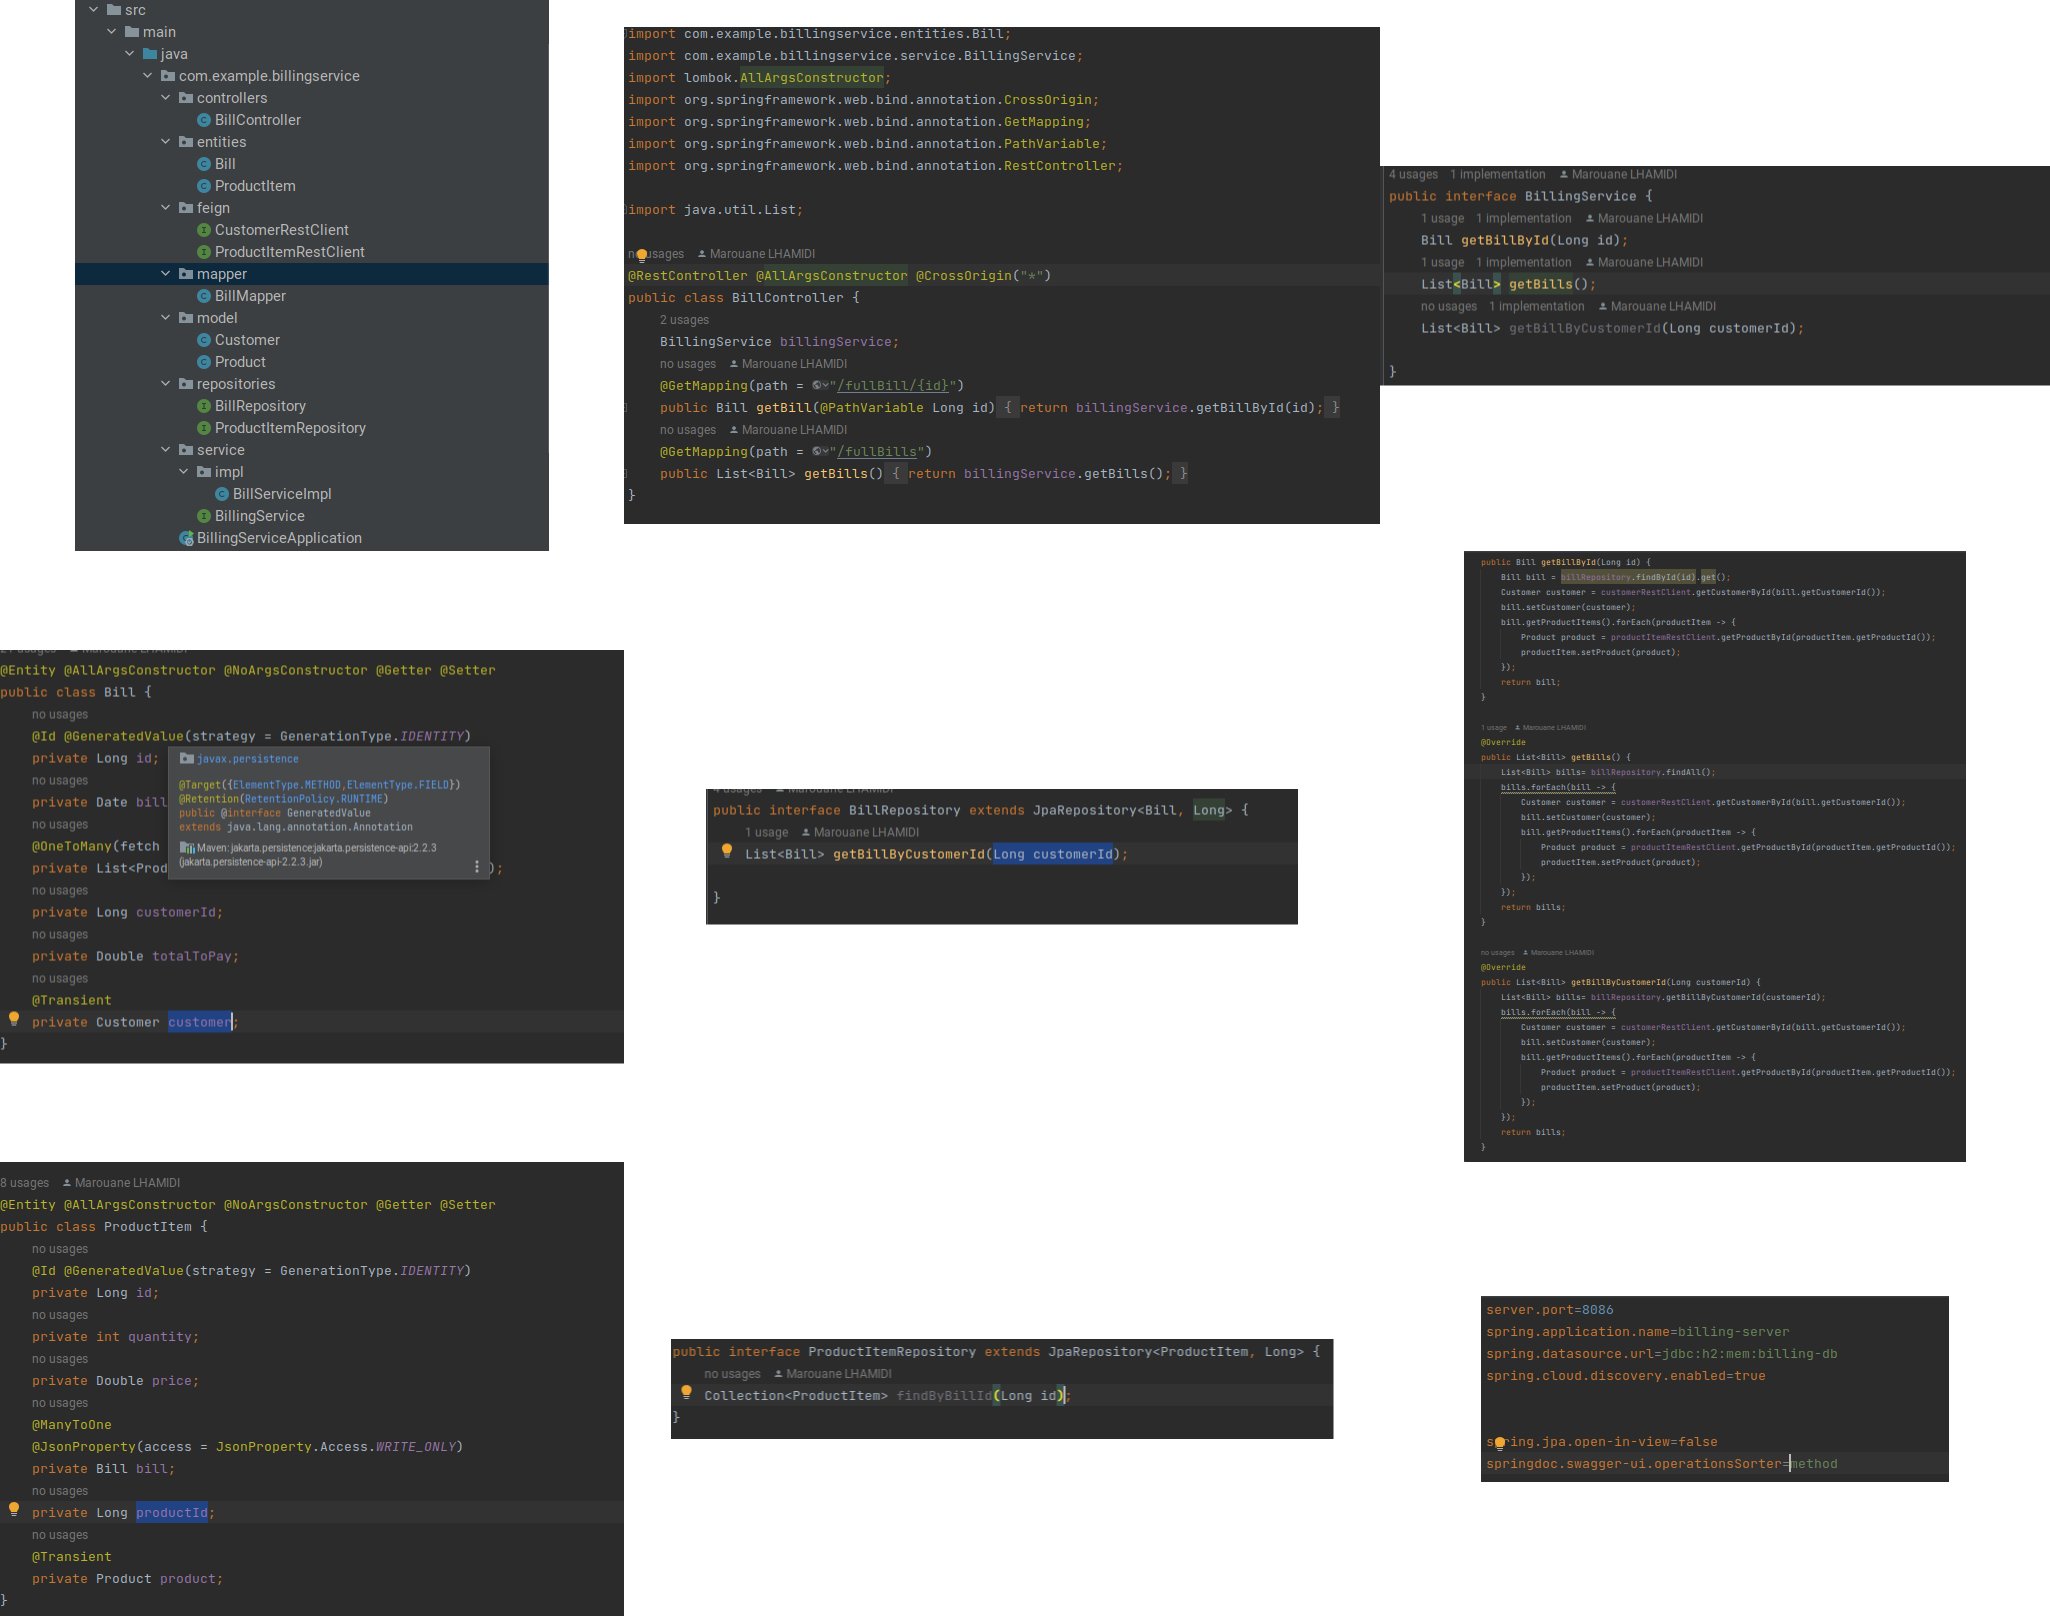 src
main
java
com.example.billingservice
controllers
BillController
entities
Bill
ProductItem
feign
CustomerRestClient
ProductItemRestClient
mapper
BillMapper
model
Customer
Product
repositories
BillRepository
ProductItemRepository
service
impl
BillServiceImpl
BillingService
BillingServiceApplication
import com.example.billingservice.entities.Bill;
import com.example.billingservice.service.BillingService;
import lombok.AllArgsConstructor;
import org.springframework.web.bind.annotation.CrossOrigin;
import org.springframework.web.bind.annotation.GetMapping;
import org.springframework.web.bind.annotation.PathVariable;
import org.springframework.web.bind.annotation.RestController;
import java.util.List;
no usages Marouane LHAMIDI
@RestController @AllArgsConstructor @CrossOrigin("*")
public class BillController {
2 usages
BillingService billingService;
no usages Marouane LHAMIDI
@GetMapping(path = "/fullBill/{id}")
public Bill getBill(@PathVariable Long id) { return billingService.getBillById(id); }
no usages Marouane LHAMIDI
@GetMapping(path = "/fullBills")
public List<Bill> getBills() { return billingService.getBills(); }
}
4 usages 1 implementation Marouane LHAMIDI
public interface BillingService {
1 usage 1 implementation Marouane LHAMIDI
Bill getBillById(Long id);
1 usage 1 implementation Marouane LHAMIDI
List<Bill> getBills();
no usages 1 implementation Marouane LHAMIDI
List<Bill> getBillByCustomerId(Long customerId);
}
public Bill getBillById(Long id) {
Bill bill = billRepository.findById(id).get();
Customer customer = customerRestClient.getCustomerById(bill.getCustomerId());
bill.setCustomer(customer);
bill.getProductItems().forEach(productItem -> {
Product product = productItemRestClient.getProductById(productItem.getProductId());
productItem.setProduct(product);
});
return bill;
}
1 usage Marouane LHAMIDI
@Override
public List<Bill> getBills() {
List<Bill> bills= billRepository.findAll();
bills.forEach(bill -> {
Customer customer = customerRestClient.getCustomerById(bill.getCustomerId());
bill.setCustomer(customer);
bill.getProductItems().forEach(productItem -> {
Product product = productItemRestClient.getProductById(productItem.getProductId());
productItem.setProduct(product);
});
});
return bills;
}
no usages Marouane LHAMIDI
@Override
public List<Bill> getBillByCustomerId(Long customerId) {
List<Bill> bills= billRepository.getBillByCustomerId(customerId);
bills.forEach(bill -> {
Customer customer = customerRestClient.getCustomerById(bill.getCustomerId());
bill.setCustomer(customer);
bill.getProductItems().forEach(productItem -> {
Product product = productItemRestClient.getProductById(productItem.getProductId());
productItem.setProduct(product);
});
});
return bills;
}
usages Marouane LHAMIDI
@Entity @AllArgsConstructor @NoArgsConstructor @Getter @Setter
public class Bill {
no usages
@Id @GeneratedValue(strategy = GenerationType.IDENTITY)
private Long id;
no usages
private Date bill
no usages
@OneToMany(fetch
private List<Prod );
no usages
private Long customerId;
no usages
private Double totalToPay;
no usages
@Transient
private Customer customer;
}
javax.persistence
@Target({ElementType.METHOD,ElementType.FIELD})
@Retention(RetentionPolicy.RUNTIME)
public @interface GeneratedValue
extends java.lang.annotation.Annotation
Maven: jakarta.persistence:jakarta.persistence-api:2.2.3
(jakarta.persistence-api-2.2.3.jar)
4 usages Marouane LHAMIDI
public interface BillRepository extends JpaRepository<Bill, Long> {
1 usage Marouane LHAMIDI
List<Bill> getBillByCustomerId(Long customerId);
}
8 usages Marouane LHAMIDI
@Entity @AllArgsConstructor @NoArgsConstructor @Getter @Setter
public class ProductItem {
no usages
@Id @GeneratedValue(strategy = GenerationType.IDENTITY)
private Long id;
no usages
private int quantity;
no usages
private Double price;
no usages
@ManyToOne
@JsonProperty(access = JsonProperty.Access.WRITE_ONLY)
private Bill bill;
no usages
private Long productId;
no usages
@Transient
private Product product;
}
public interface ProductItemRepository extends JpaRepository<ProductItem, Long> {
no usages Marouane LHAMIDI
Collection<ProductItem> findByBillId(Long id);
}
server.port=8086
spring.application.name=billing-server
spring.datasource.url=jdbc:h2:mem:billing-db
spring.cloud.discovery.enabled=true
spring.jpa.open-in-view=false
springdoc.swagger-ui.operationsSorter=method